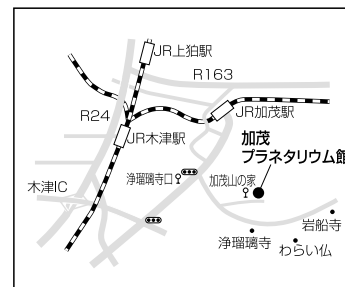 JR上狛駅
R163
R24
JR加茂駅
JR木津駅
加茂
プラネタリウム館
浄瑠璃寺口
加茂山の家
木津IC
岩船寺
浄瑠璃寺
わらい仏